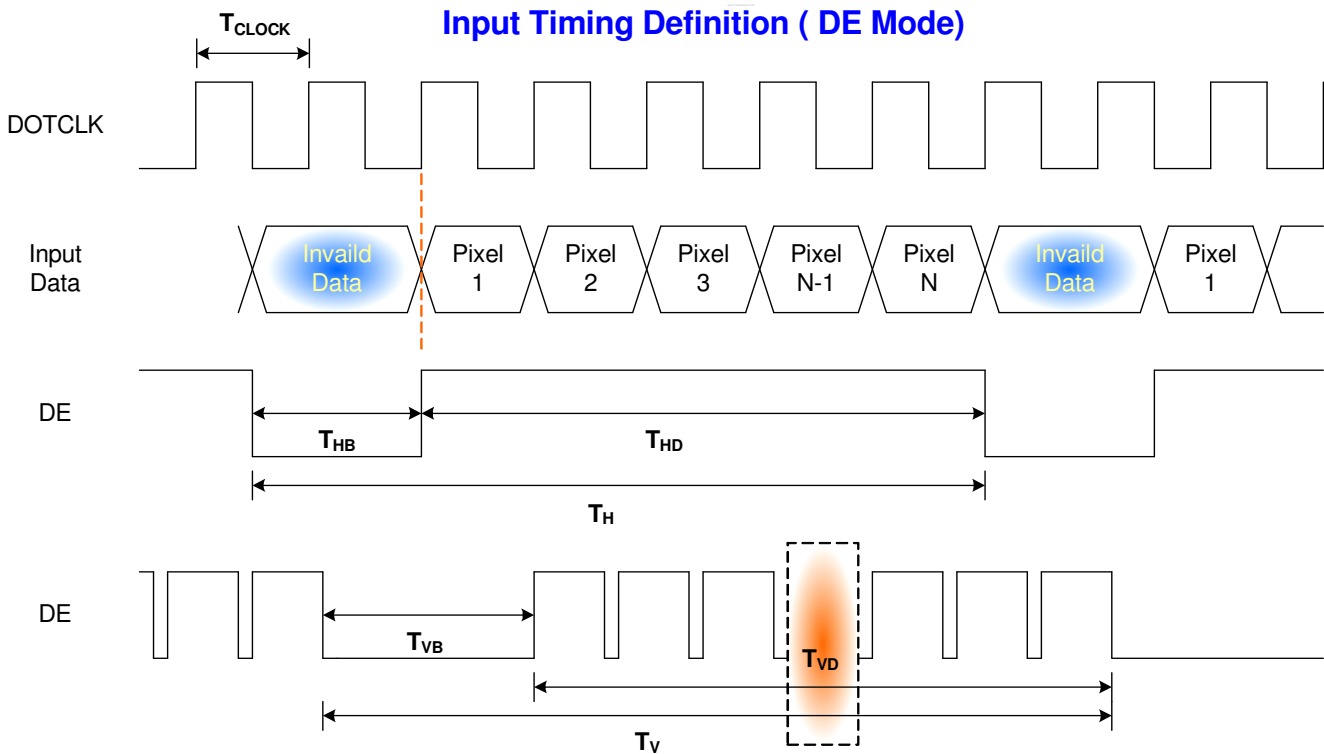 Input Timing Definition ( DE Mode)
TCLOCK
DOTCLK
Input
Data
Invaild
Data
Pixel
1
Pixel
2
Pixel
3
Pixel
N-1
Pixel
N
Invaild
Data
Pixel
1
DE
THB
THD
TH
DE
TVB
TVD
TV